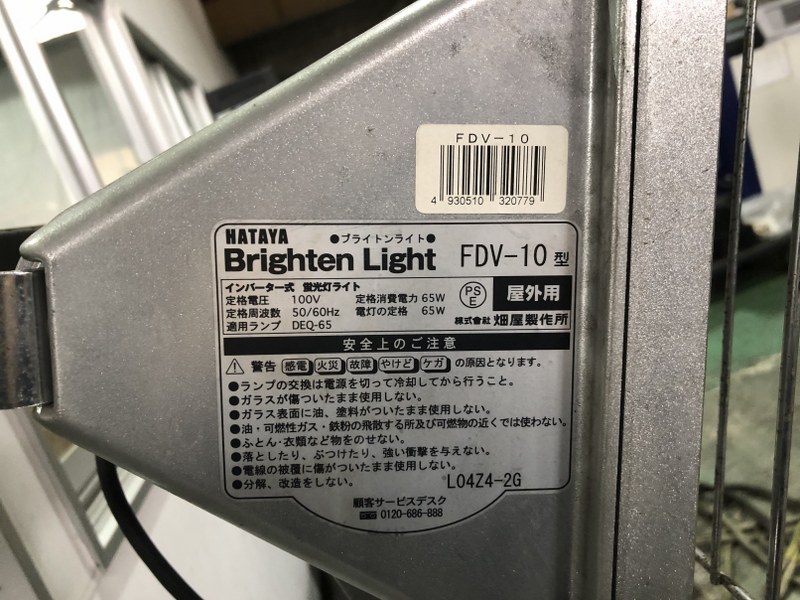 FDV-10
4 930510 320779
HATAYA ●ブライトンライト●
Brighten Light FDV-10型
インバーター式 蛍光灯ライト
定格電圧 100V 定格消費電力 65W
定格周波数 50/60Hz 電灯の定格 65W
適用ランプ DEQ-65
PSE 屋外用
株式会社 畑屋製作所
安全上のご注意
⚠ 警告 感電 火災 故障 やけど ケガ の原因となります。
●ランプの交換は電源を切って冷却してから行うこと。
●ガラスが傷ついたまま使用しない。
●ガラス表面に油、塗料がついたまま使用しない。
●油・可燃性ガス・鉄粉の飛散する所及び可燃物の近くでは使わない。
●ふとん・衣類など物をのせない。
●落としたり、ぶつけたり、強い衝撃を与えない。
●電線の被覆に傷がついたまま使用しない。
●分解、改造をしない。 L04Z4-2G
顧客サービスデスク
0120-686-888